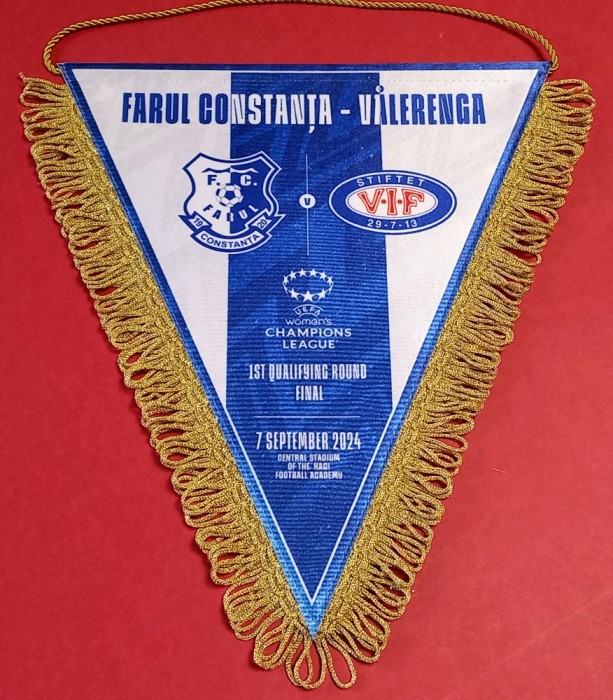 FARUL CONSTANȚA - VÅLERENGA
F.C.
FARUL
19 20
CONSTANTA
V
STIFTET
V·I·F
29-7-13
UEFA
women's
CHAMPIONS
LEAGUE
1ST QUALIFYING ROUND
FINAL
7 SEPTEMBER 2024
CENTRAL STADIUM
OF THE HAGI
FOOTBALL ACADEMY